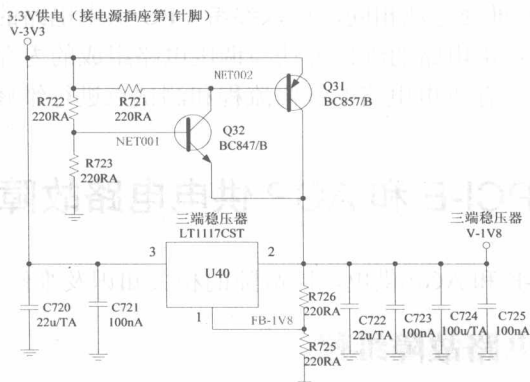 3.3V供电(接电源插座第1针脚)
V-3V3
NET002
Q31
BC857/B
R722
220RA
R721
220RA
Q32
BC847/B
NET001
R723
220RA
三端稳压器
LT1117CST
三端稳压器
V-1V8
3
U40
2
1
FB-1V8
C720
22u/TA
C721
100nA
R726
220RA
R725
220RA
C722
22u/TA
C723
100nA
C724
100u/TA
C725
100nA